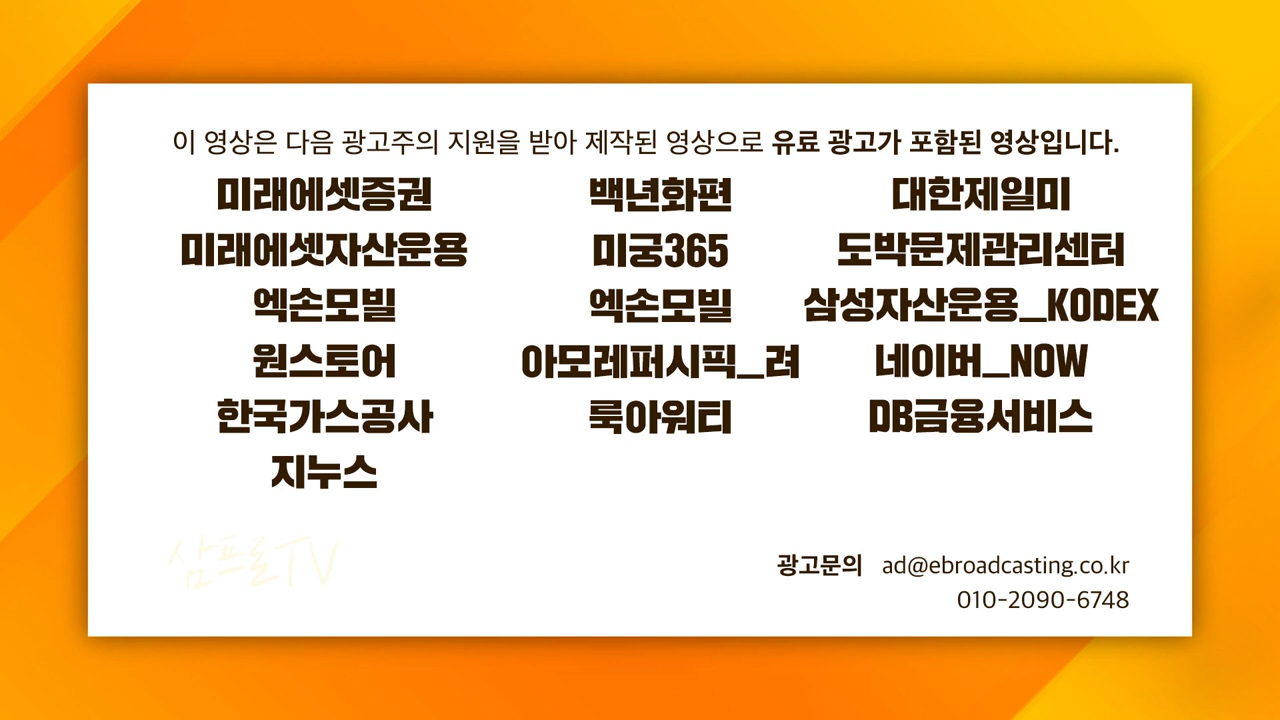 이 영상은 다음 광고주의 지원을 받아 제작된 영상으로 유료 광고가 포함된 영상입니다.
미래에셋증권 백년화편 대한제일미
미래에셋자산운용 미궁365 도박문제관리센터
엑손모빌 엑손모빌 삼성자산운용_KODEX
원스토어 아모레퍼시픽_려 네이버_NOW
한국가스공사 룩아워티 DB금융서비스
지누스
삼프로TV
광고문의 ad@ebroadcasting.co.kr
010-2090-6748